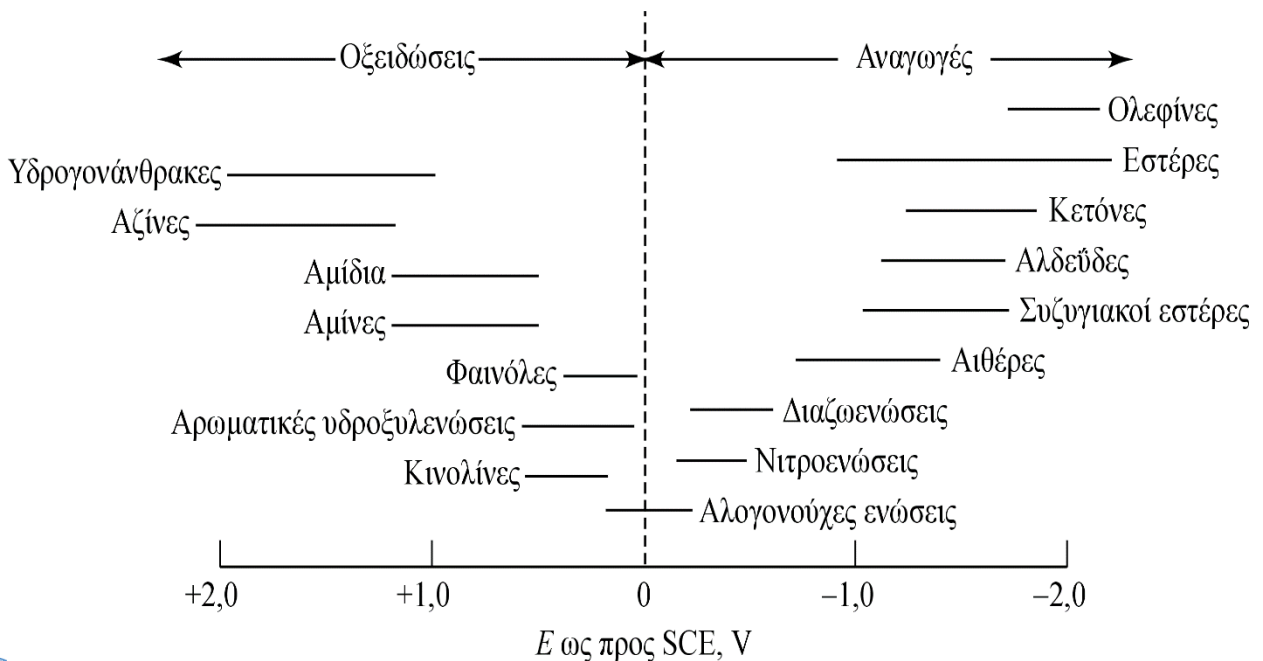 Οξειδώσεις
Αναγωγές
Ολεφίνες
Εστέρες
Υδρογονάνθρακες
Κετόνες
Αζίνες
Αλδεΰδες
Αμίδια
Συζυγιακοί εστέρες
Αμίνες
Αιθέρες
Φαινόλες
Διαζωενώσεις
Αρωματικές υδροξυλενώσεις
Νιτροενώσεις
Κινολίνες
Αλογονούχες ενώσεις
+2,0 +1,0 0 –1,0 –2,0
E ως προς SCE, V